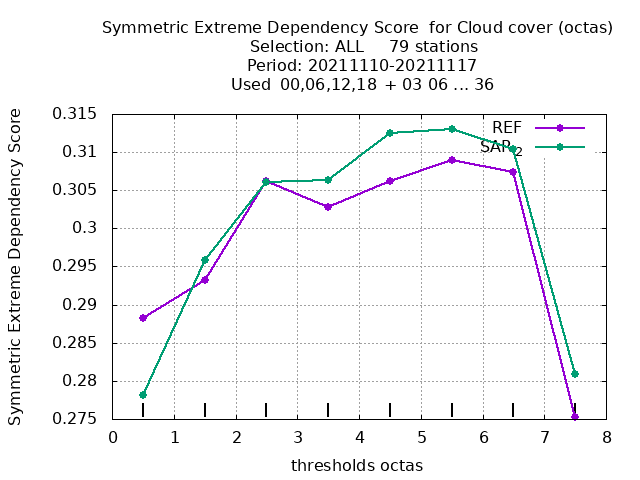 Symmetric Extreme Dependency Score for Cloud cover (octas)
Selection: ALL 79 stations
Period: 20211110-20211117
Used 00,06,12,18 + 03 06 ... 36
Symmetric Extreme Dependency Score
0.315
0.31
0.305
0.3
0.295
0.29
0.285
0.28
0.275
REF
SAR₂
0 1 2 3 4 5 6 7 8
thresholds octas